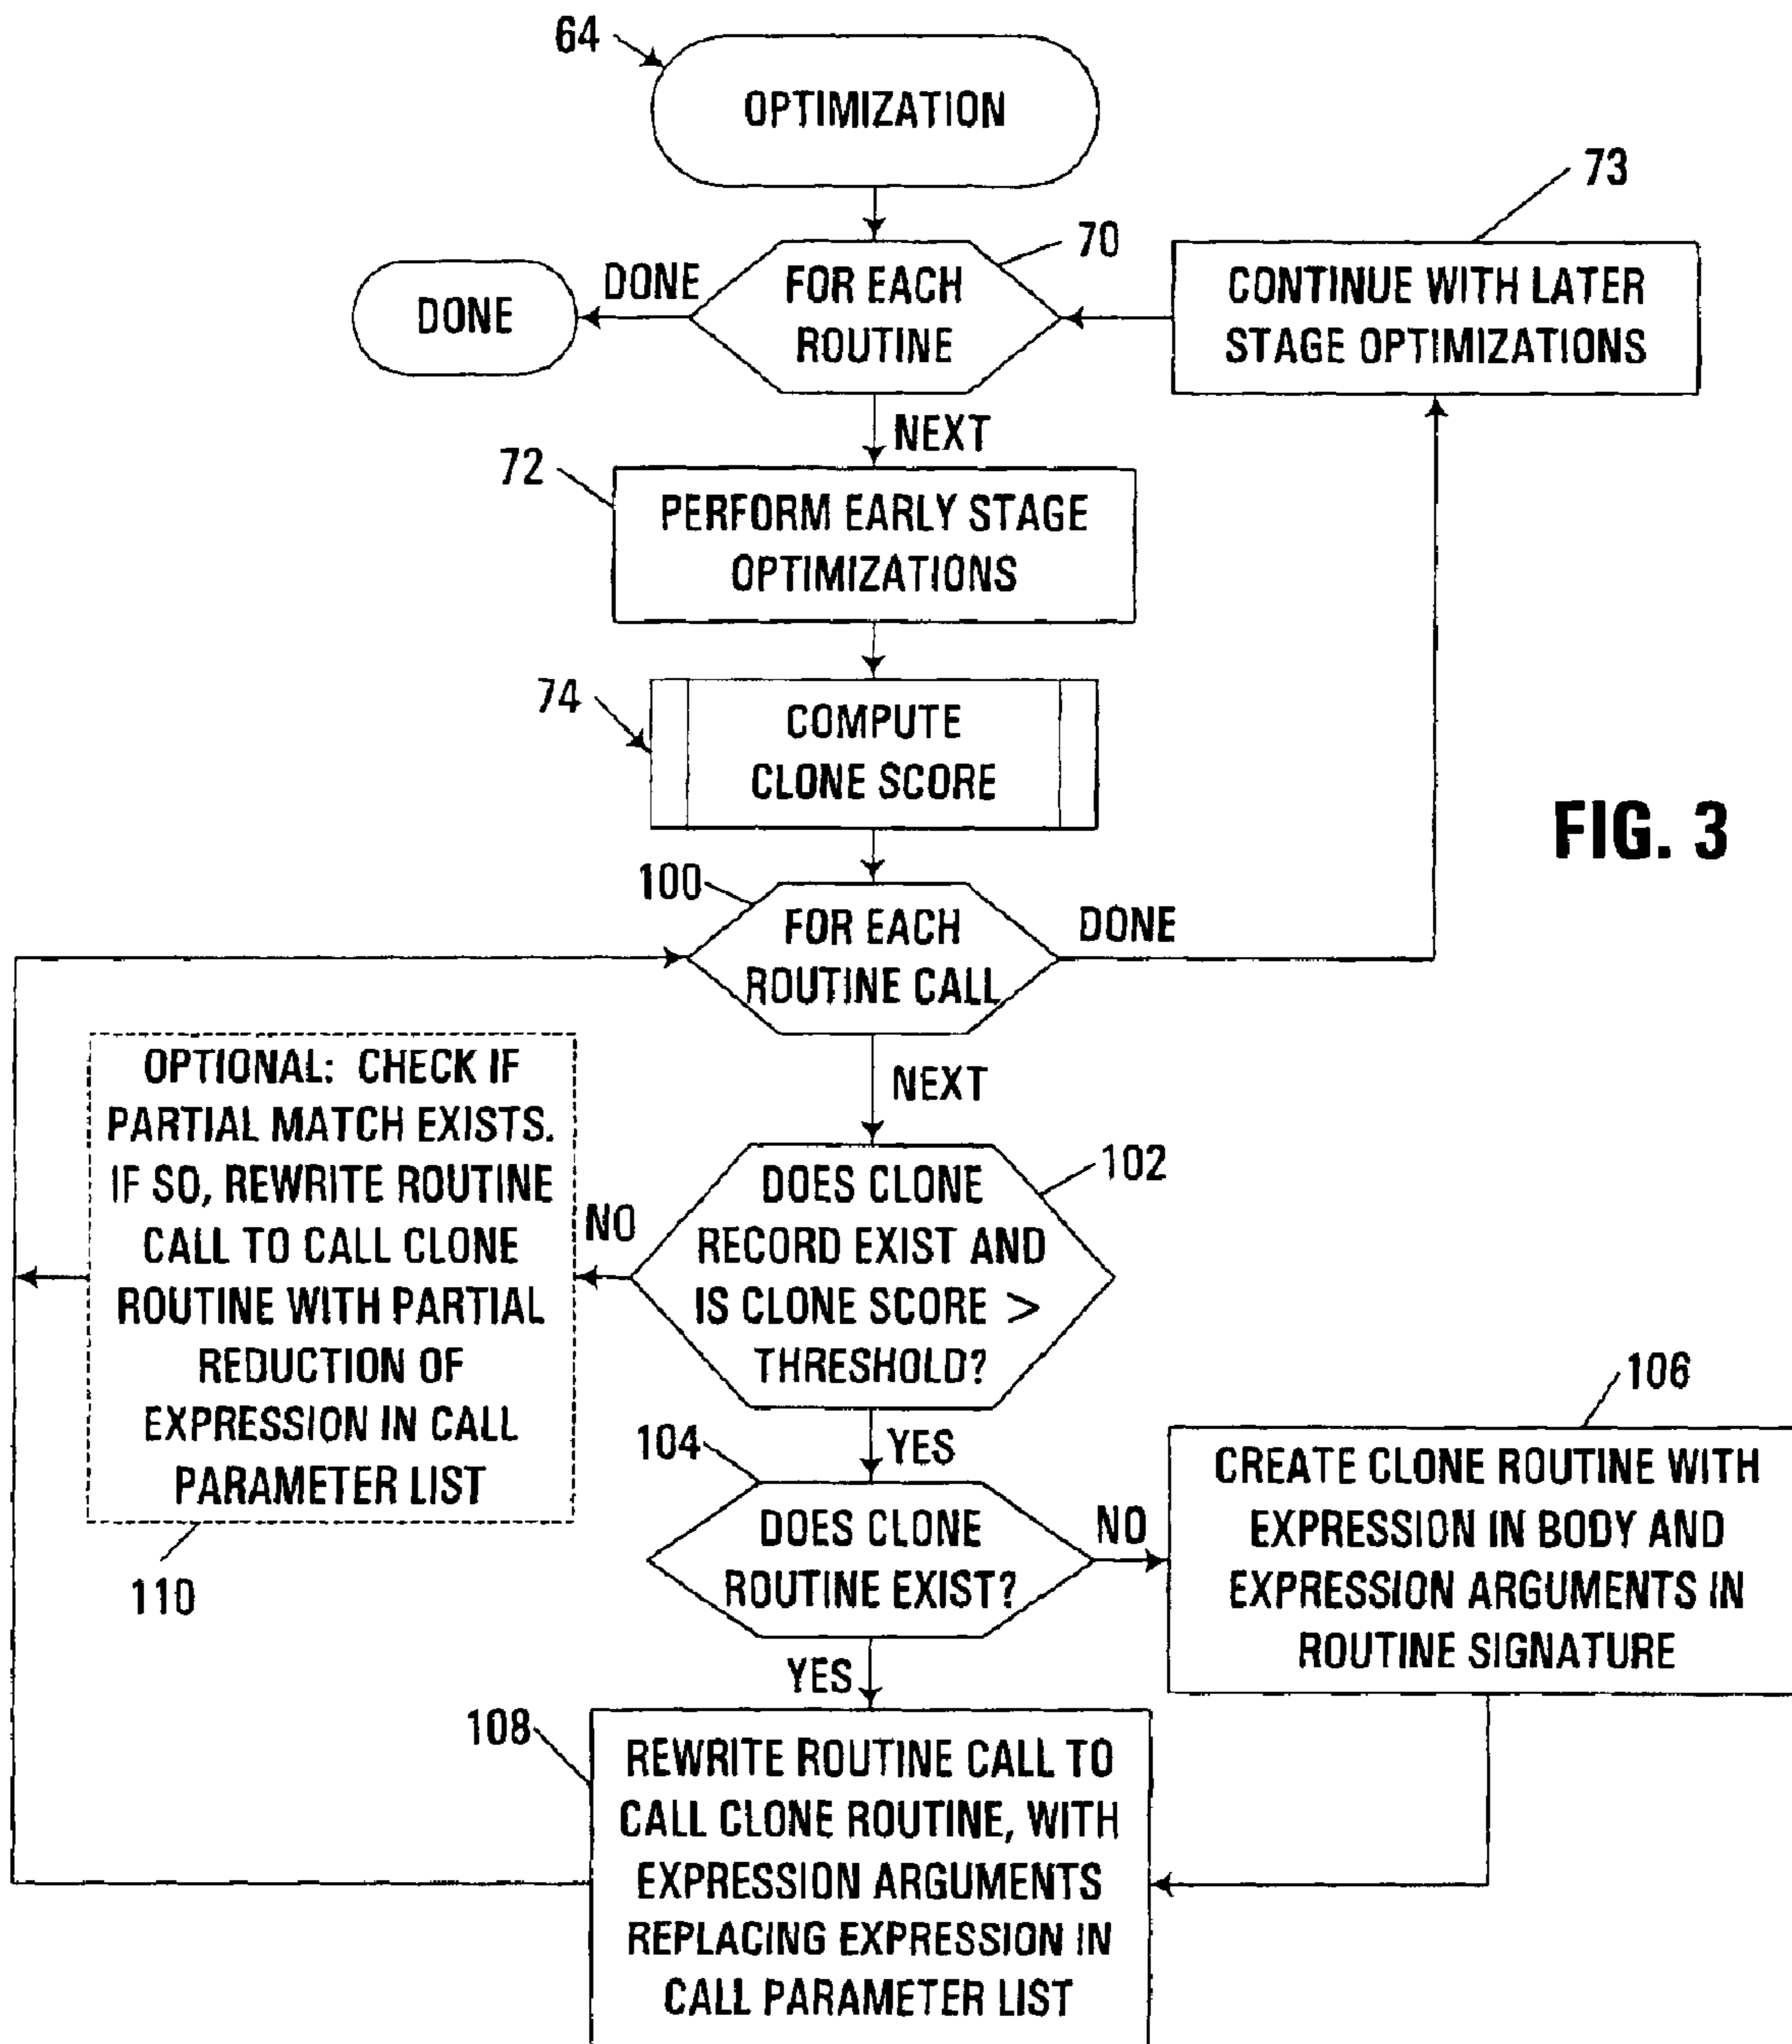 64
OPTIMIZATION
73
70
DONE
DONE
FOR EACH
ROUTINE
CONTINUE WITH LATER
STAGE OPTIMIZATIONS
NEXT
72
PERFORM EARLY STAGE
OPTIMIZATIONS
74
COMPUTE
CLONE SCORE
FIG. 3
100
FOR EACH
ROUTINE CALL
DONE
NEXT
OPTIONAL: CHECK IF
PARTIAL MATCH EXISTS.
IF SO, REWRITE ROUTINE
CALL TO CALL CLONE
ROUTINE WITH PARTIAL
REDUCTION OF
EXPRESSION IN CALL
PARAMETER LIST
110
NO
102
DOES CLONE
RECORD EXIST AND
IS CLONE SCORE >
THRESHOLD?
YES
104
DOES CLONE
ROUTINE EXIST?
NO
106
CREATE CLONE ROUTINE WITH
EXPRESSION IN BODY AND
EXPRESSION ARGUMENTS IN
ROUTINE SIGNATURE
YES
108
REWRITE ROUTINE CALL TO
CALL CLONE ROUTINE, WITH
EXPRESSION ARGUMENTS
REPLACING EXPRESSION IN
CALL PARAMETER LIST